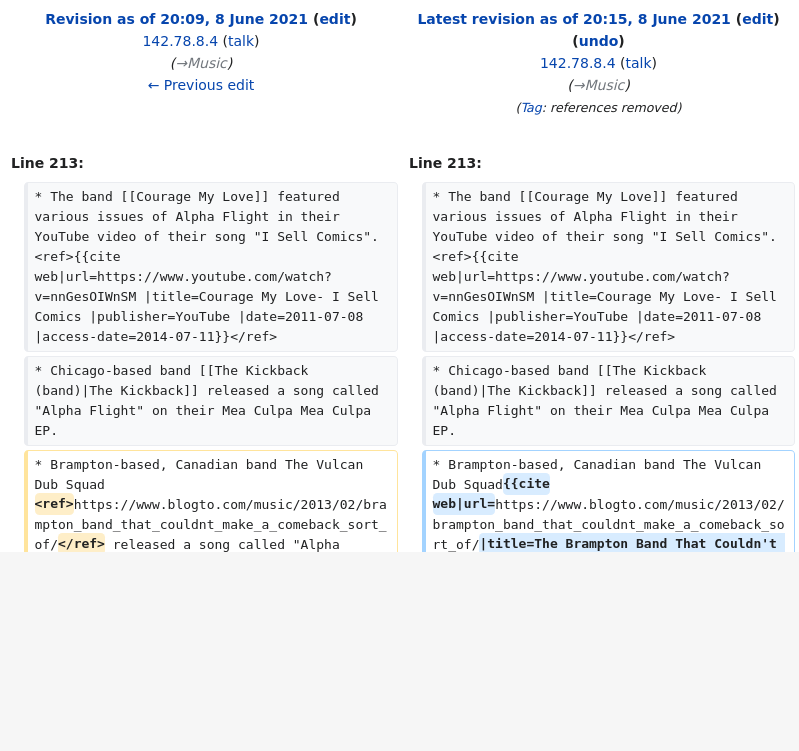 Revision as of 20:09, 8 June 2021 (edit)
142.78.8.4 (talk)
(→Music)
← Previous edit
Latest revision as of 20:15, 8 June 2021 (edit)
(undo)
142.78.8.4 (talk)
(→Music)
(Tag: references removed)
Line 213:
* The band [[Courage My Love]] featured
various issues of Alpha Flight in their
YouTube video of their song "I Sell Comics".
<ref>{{cite
web|url=https://www.youtube.com/watch?
v=nnGesOIWnSM |title=Courage My Love- I Sell
Comics |publisher=YouTube |date=2011-07-08
|access-date=2014-07-11}}</ref>
* Chicago-based band [[The Kickback
(band)|The Kickback]] released a song called
"Alpha Flight" on their Mea Culpa Mea Culpa
EP.
* Brampton-based, Canadian band The Vulcan
Dub Squad
<ref>https://www.blogto.com/music/2013/02/bra
mpton_band_that_couldnt_make_a_comeback_sort_
of/</ref> released a song called "Alpha
Line 213:
* The band [[Courage My Love]] featured
various issues of Alpha Flight in their
YouTube video of their song "I Sell Comics".
<ref>{{cite
web|url=https://www.youtube.com/watch?
v=nnGesOIWnSM |title=Courage My Love- I Sell
Comics |publisher=YouTube |date=2011-07-08
|access-date=2014-07-11}}</ref>
* Chicago-based band [[The Kickback
(band)|The Kickback]] released a song called
"Alpha Flight" on their Mea Culpa Mea Culpa
EP.
* Brampton-based, Canadian band The Vulcan
Dub Squad{{cite
web|url=https://www.blogto.com/music/2013/02/
brampton_band_that_couldnt_make_a_comeback_so
rt_of/|title=The Brampton Band That Couldn't